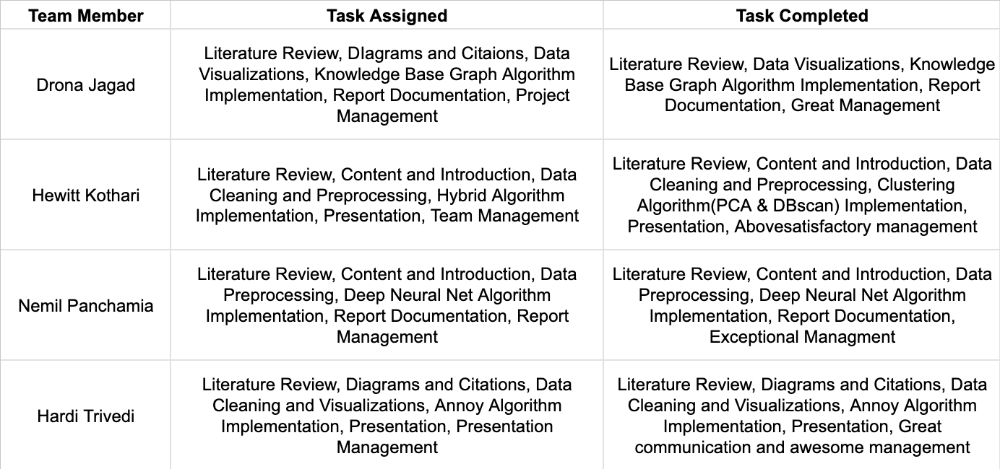 Team Member
Task Assigned
Task Completed
Drona Jagad
Literature Review, DIagrams and Citaions, Data
Visualizations, Knowledge Base Graph Algorithm
Implementation, Report Documentation, Project
Management
Literature Review, Data Visualizations, Knowledge
Base Graph Algorithm Implementation, Report
Documentation, Great Management
Hewitt Kothari
Literature Review, Content and Introduction, Data
Cleaning and Preprocessing, Hybrid Algorithm
Implementation, Presentation, Team Management
Literature Review, Content and Introduction, Data
Cleaning and Preprocessing, Clustering
Algorithm(PCA & DBscan) Implementation,
Presentation, Abovesatisfactory management
Nemil Panchamia
Literature Review, Content and Introduction, Data
Preprocessing, Deep Neural Net Algorithm
Implementation, Report Documentation, Report
Management
Literature Review, Content and Introduction, Data
Preprocessing, Deep Neural Net Algorithm
Implementation, Report Documentation,
Exceptional Managment
Hardi Trivedi
Literature Review, Diagrams and Citations, Data
Cleaning and Visualizations, Annoy Algorithm
Implementation, Presentation, Presentation
Management
Literature Review, Diagrams and Citations, Data
Cleaning and Visualizations, Annoy Algorithm
Implementation, Presentation, Great
communication and awesome management